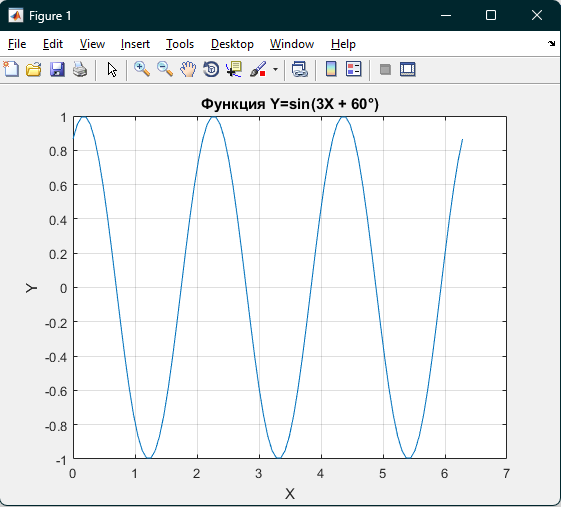 Figure 1
File Edit View Insert Tools Desktop Window Help
Функция Y=sin(3X + 60°)
1
0.8
0.6
0.4
0.2
0
-0.2
-0.4
-0.6
-0.8
-1
Y
0 1 2 3 4 5 6 7
X